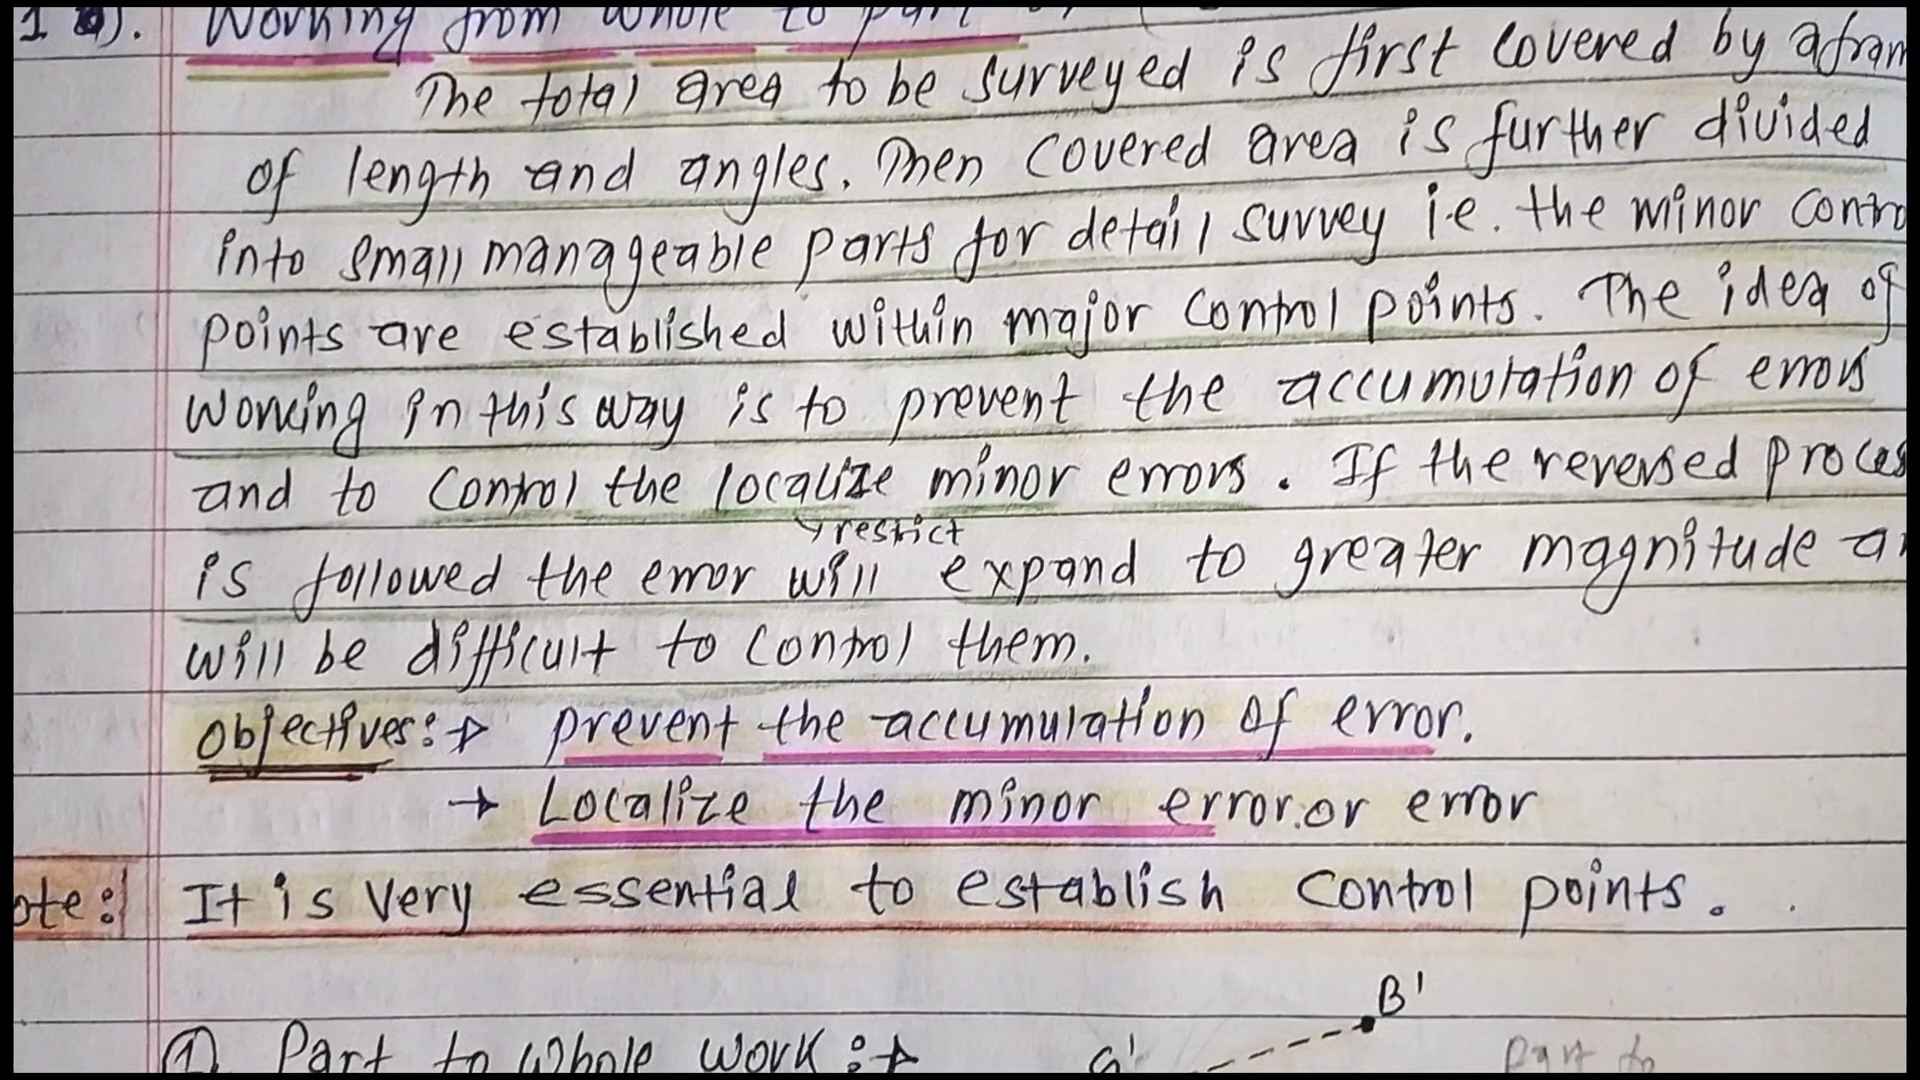 1 a). Working from whole to part
The total area to be surveyed is first covered by a fram
of length and angles. Then covered area is further divided
into small manageable parts for detail survey i.e. the minor contro
points are established within major control points. The idea of
working in this way is to prevent the accumulation of errors
and to control the localize minor errors. If the reversed proces
restrict
is followed the error will expand to greater magnitude a
will be difficult to control them.
Objectives:→ prevent the accumulation of error.
→ Localize the minor error.or error
ote: It is very essential to establish control points.
B'
① Part to whole work:→
G'
Part to